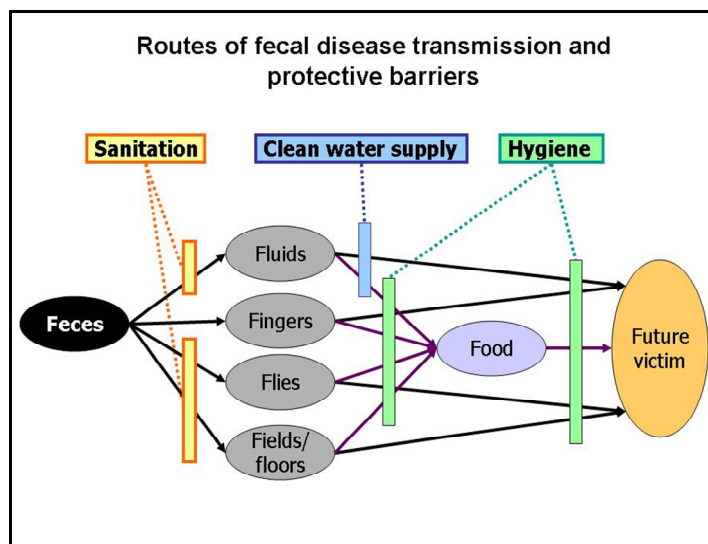 Routes of fecal disease transmission and
protective barriers
Sanitation
Clean water supply
Hygiene
Fluids
Feces
Fingers
Food
Future
victim
Flies
Fields/
floors